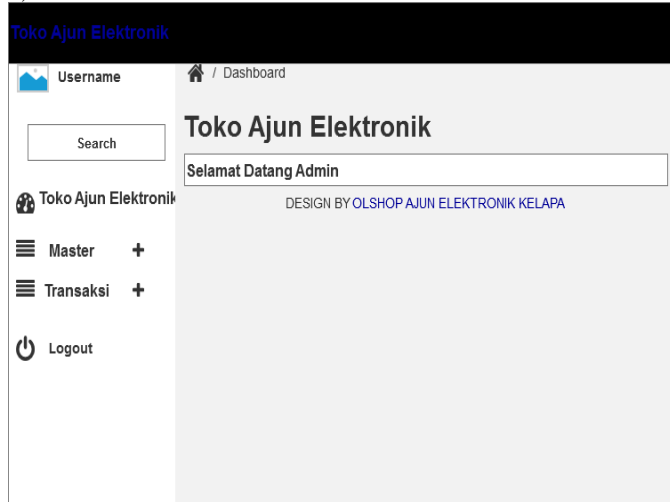 Toko Ajun Elektronik
Username
/ Dashboard
Search
Toko Ajun Elektronik
Selamat Datang Admin
Toko Ajun Elektronik
DESIGN BY OLSHOP AJUN ELEKTRONIK KELAPA
Master +
Transaksi +
Logout